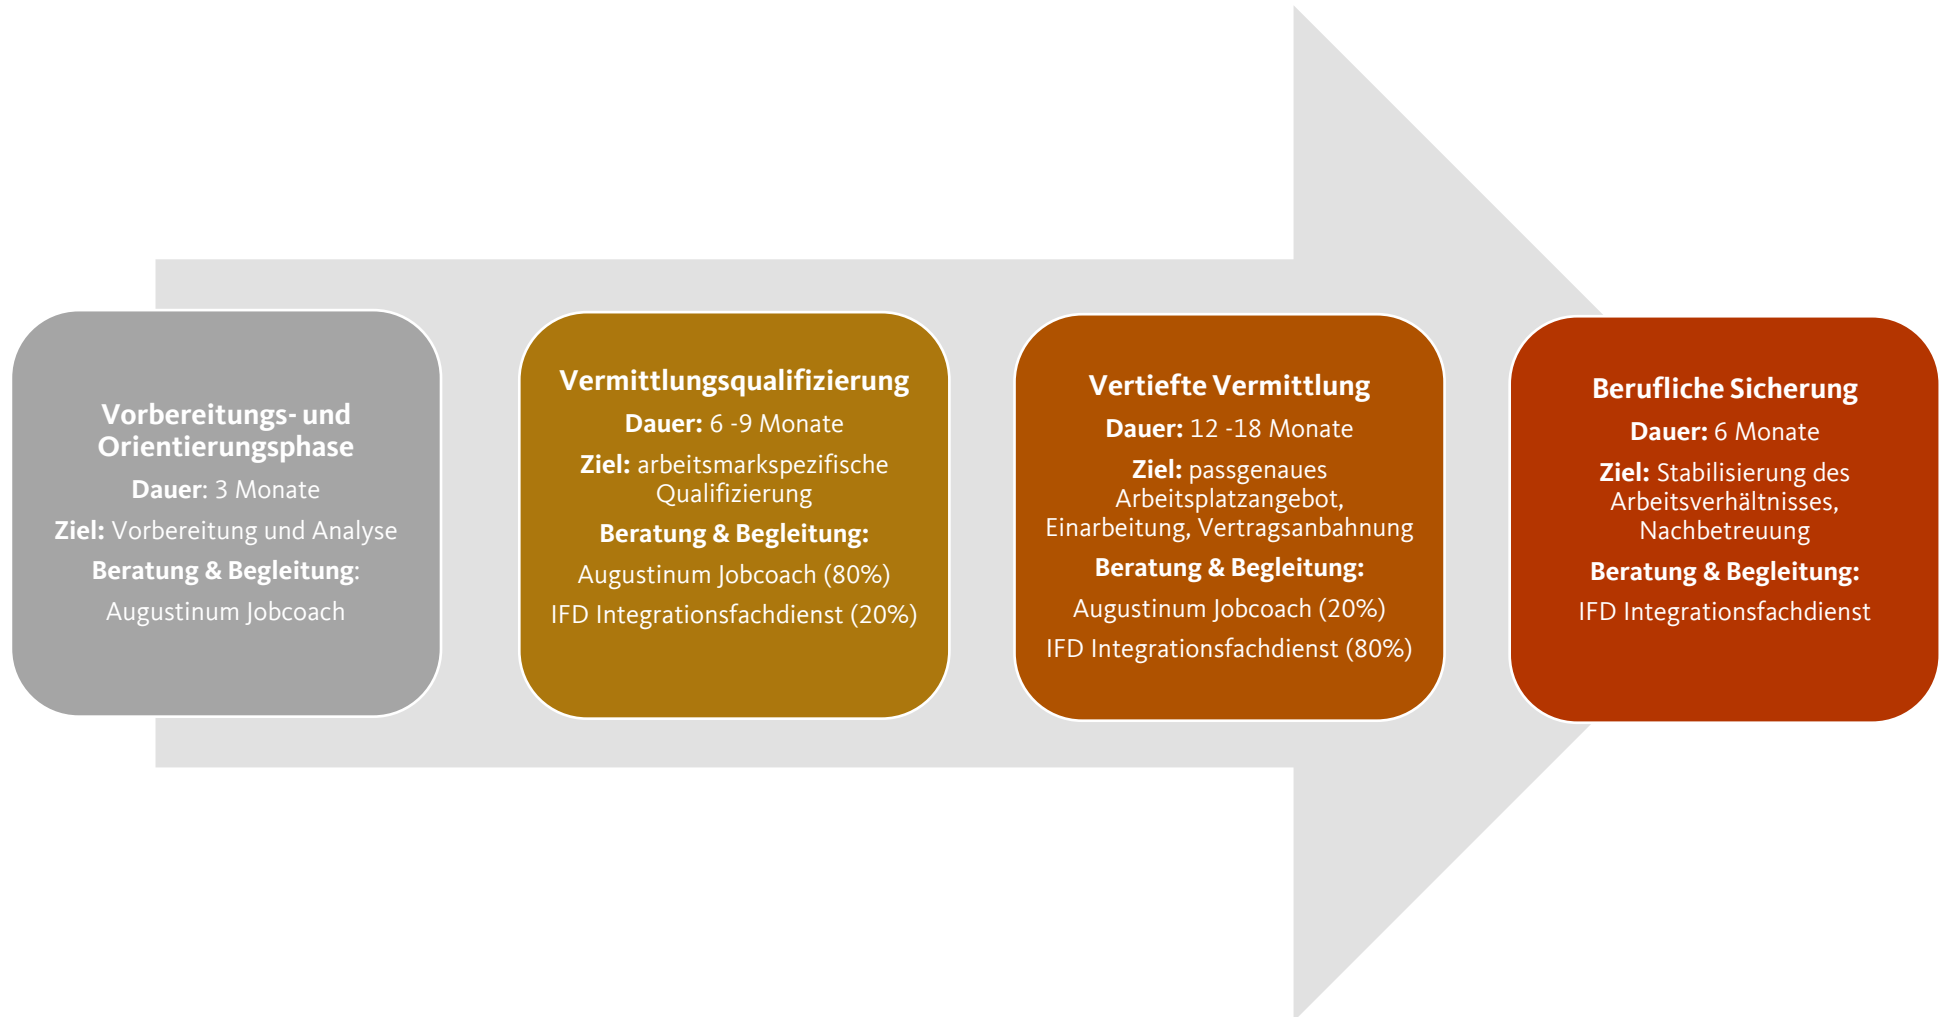 Vorbereitungs- und
Orientierungsphase
Dauer: 3 Monate
Ziel: Vorbereitung und Analyse
Beratung & Begleitung:
Augustinum Jobcoach
Vermittlungsqualifizierung
Dauer: 6 -9 Monate
Ziel: arbeitsmarkspezifische
Qualifizierung
Beratung & Begleitung:
Augustinum Jobcoach (80%)
IFD Integrationsfachdienst (20%)
Vertiefte Vermittlung
Dauer: 12 -18 Monate
Ziel: passgenaues
Arbeitsplatzangebot,
Einarbeitung, Vertragsanbahnung
Beratung & Begleitung:
Augustinum Jobcoach (20%)
IFD Integrationsfachdienst (80%)
Berufliche Sicherung
Dauer: 6 Monate
Ziel: Stabilisierung des
Arbeitsverhältnisses,
Nachbetreuung
Beratung & Begleitung:
IFD Integrationsfachdienst